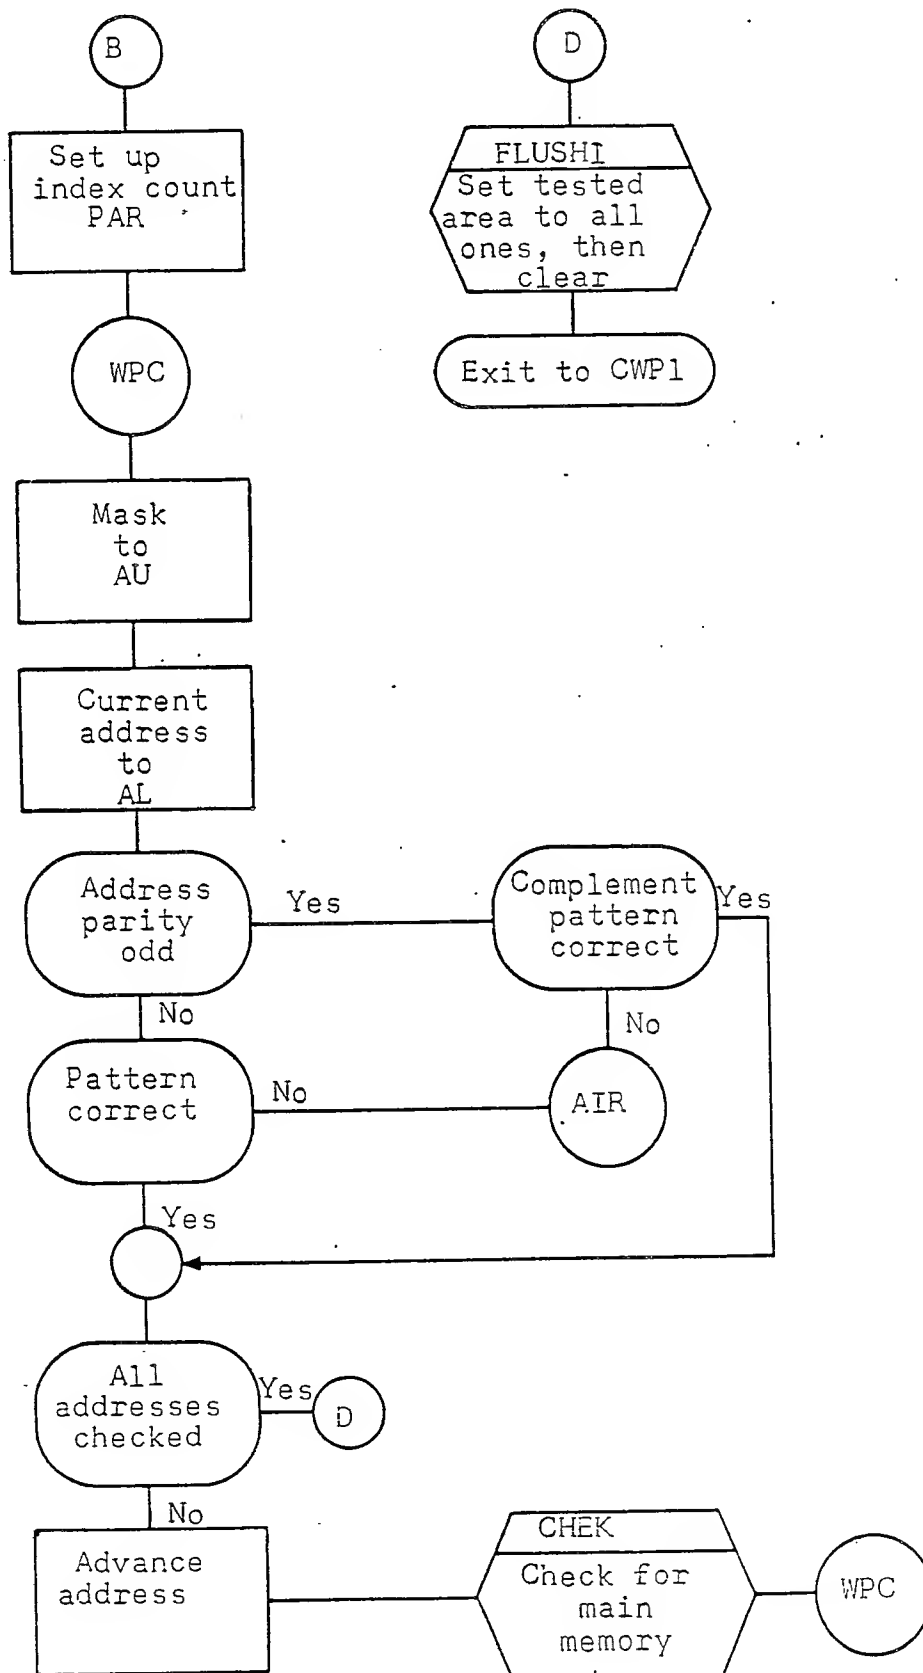 B
Set up
index count
PAR
WPC
Mask
to
AU
Current
address
to
AL
Address
parity
odd
Yes
Complement
pattern
correct
Yes
No
No
Pattern
correct
No
AIR
Yes
All
addresses
checked
Yes
D
No
Advance
address
CHEK
Check for
main
memory
WPC
D
FLUSHI
Set tested
area to all
ones, then
clear
Exit to CWP1